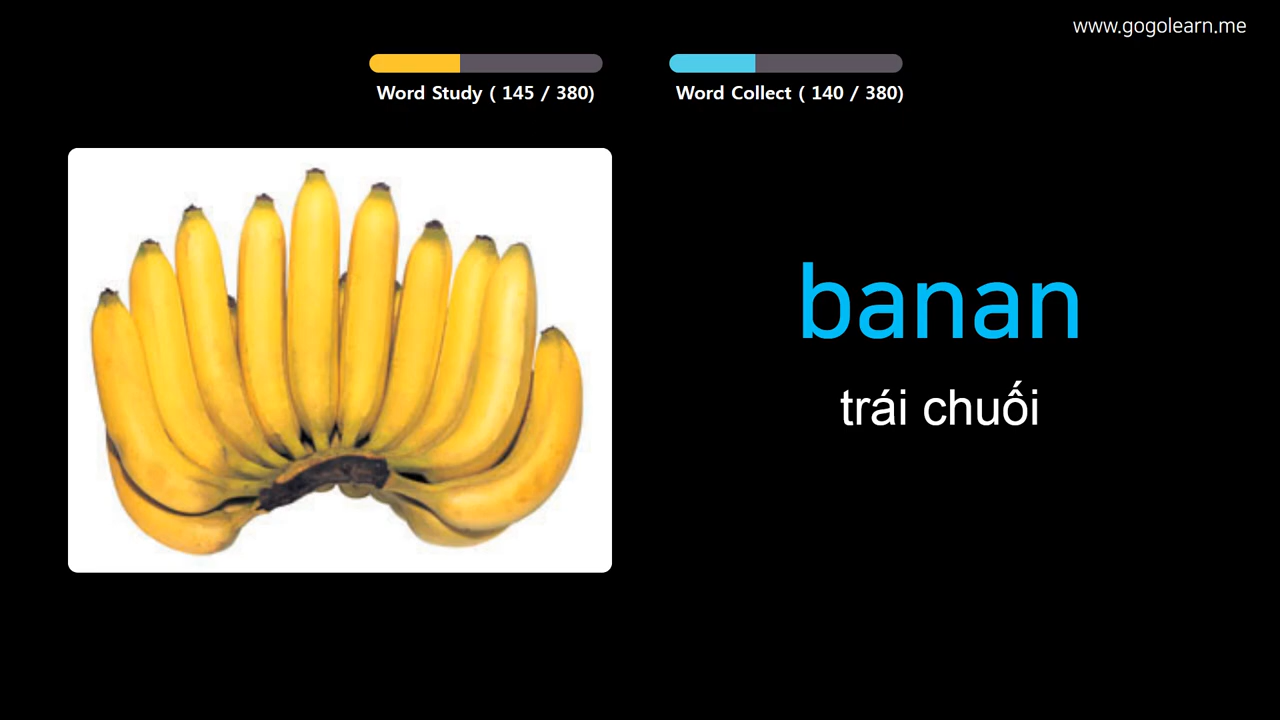 www.gogolearn.me
Word Study ( 145 / 380)
Word Collect ( 140 / 380)
banan
trái chuối